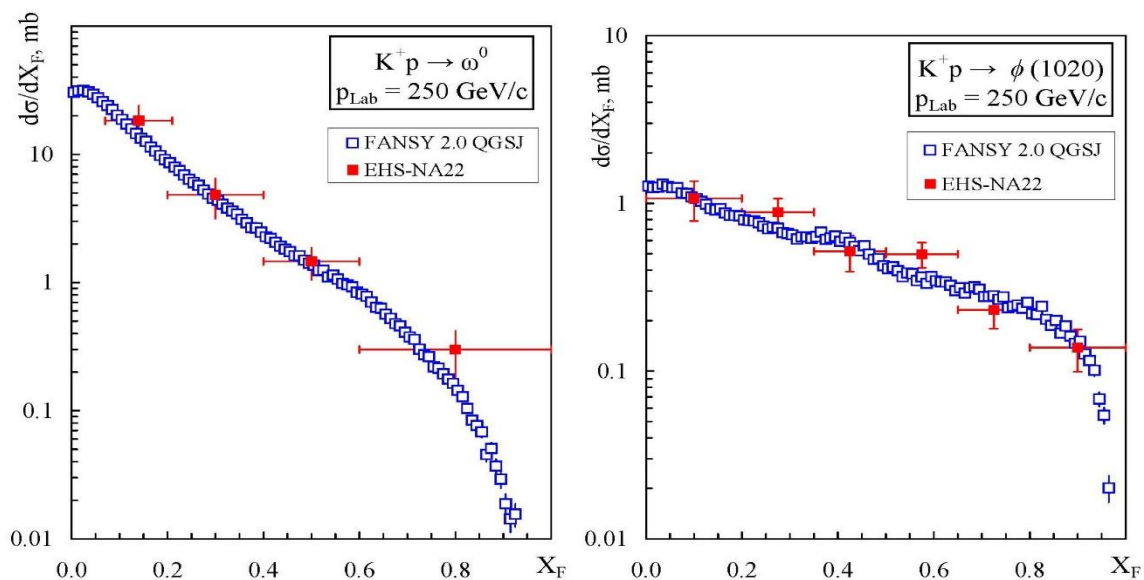 dσ/dX_F, mb
K⁺p → ω⁰
p_Lab = 250 GeV/c
FANSY 2.0 QGSJ
EHS-NA22
10
1
0.1
0.01
0.0 0.2 0.4 0.6 0.8 X_F
dσ/dX_F, mb
K⁺p → ϕ (1020)
p_Lab = 250 GeV/c
FANSY 2.0 QGSJ
EHS-NA22
10
1
0.1
0.01
0.0 0.2 0.4 0.6 0.8 X_F